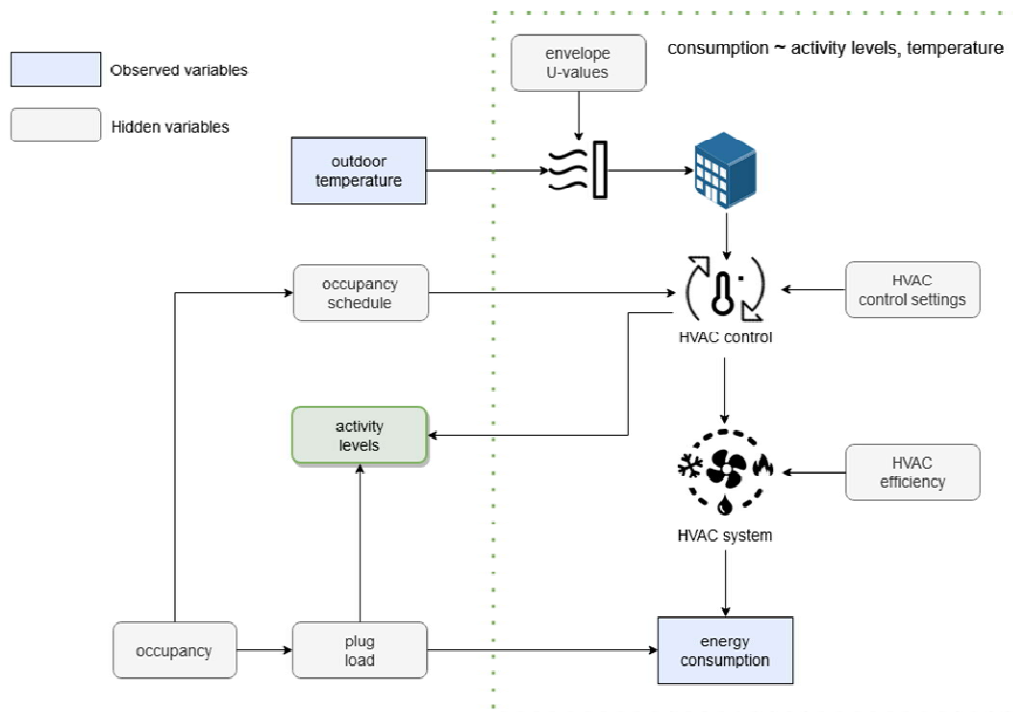 envelope
U-values
consumption ~ activity levels, temperature
Observed variables
Hidden variables
outdoor
temperature
occupancy
schedule
HVAC
control settings
HVAC control
activity
levels
HVAC
efficiency
HVAC system
occupancy
plug
load
energy
consumption